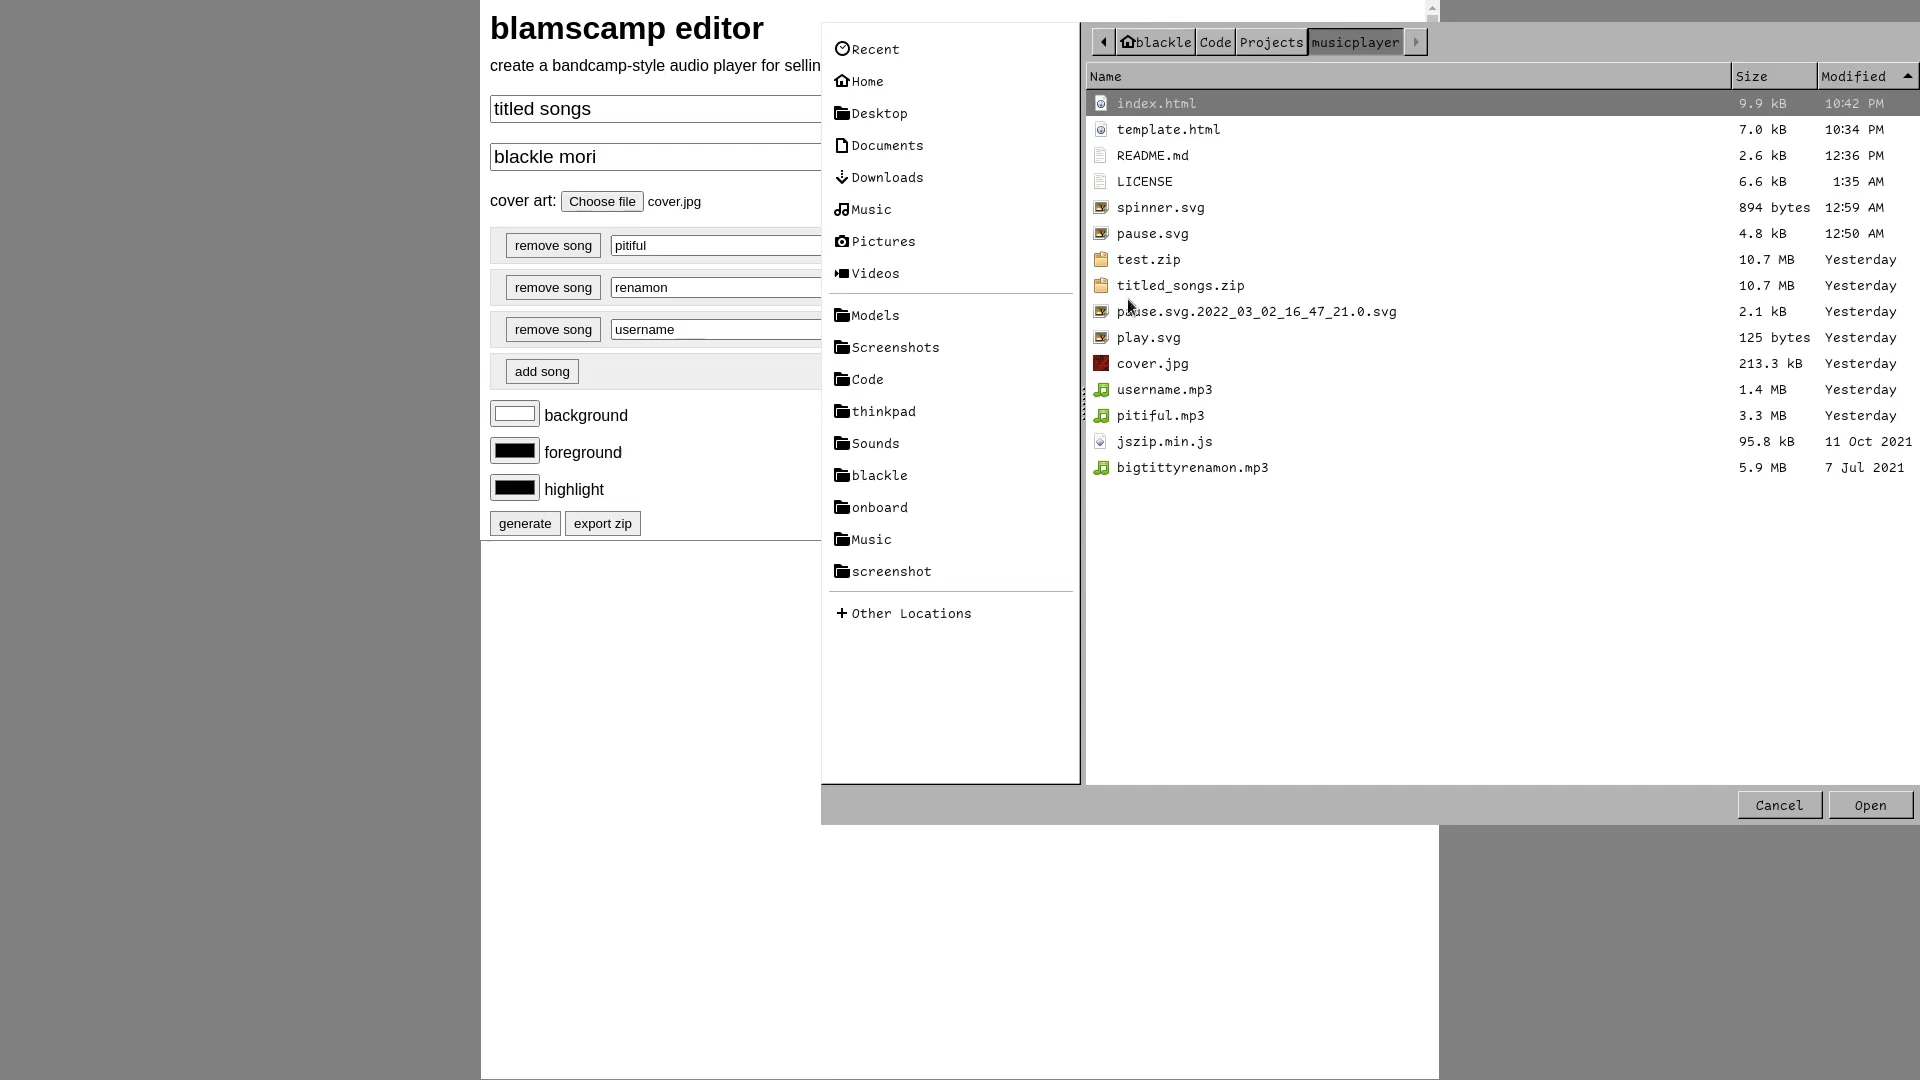 blamscamp editor
create a bandcamp-style audio player for sellin
titled songs
blackle mori
cover art: Choose file cover.jpg
remove song pitiful
remove song renamon
remove song username
add song
background
foreground
highlight
generate export zip
Recent
Home
Desktop
Documents
Downloads
Music
Pictures
Videos
Models
Screenshots
Code
thinkpad
Sounds
blackle
onboard
Music
screenshot
Other Locations
blackle Code Projects musicplayer
Name Size Modified
index.html 9.9 kB 10:42 PM
template.html 7.0 kB 10:34 PM
README.md 2.6 kB 12:36 PM
LICENSE 6.6 kB 1:35 AM
spinner.svg 894 bytes 12:59 AM
pause.svg 4.8 kB 12:50 AM
test.zip 10.7 MB Yesterday
titled_songs.zip 10.7 MB Yesterday
pause.svg.2022_03_02_16_47_21.0.svg 2.1 kB Yesterday
play.svg 125 bytes Yesterday
cover.jpg 213.3 kB Yesterday
username.mp3 1.4 MB Yesterday
pitiful.mp3 3.3 MB Yesterday
jszip.min.js 95.8 kB 11 Oct 2021
bigtittyrenamon.mp3 5.9 MB 7 Jul 2021
Cancel Open